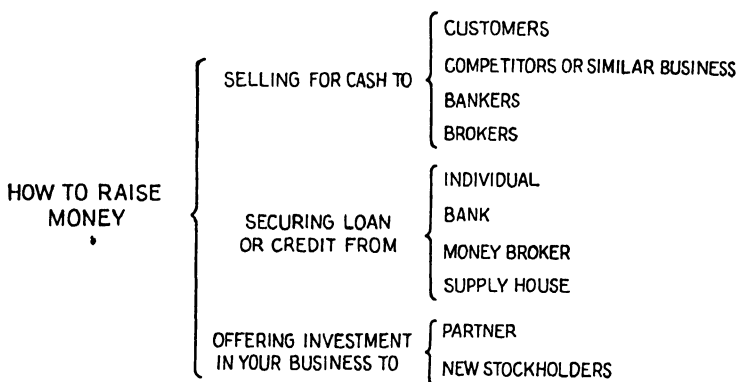 HOW TO RAISE
MONEY
SELLING FOR CASH TO
CUSTOMERS
COMPETITORS OR SIMILAR BUSINESS
BANKERS
BROKERS
SECURING LOAN
OR CREDIT FROM
INDIVIDUAL
BANK
MONEY BROKER
SUPPLY HOUSE
OFFERING INVESTMENT
IN YOUR BUSINESS TO
PARTNER
NEW STOCKHOLDERS